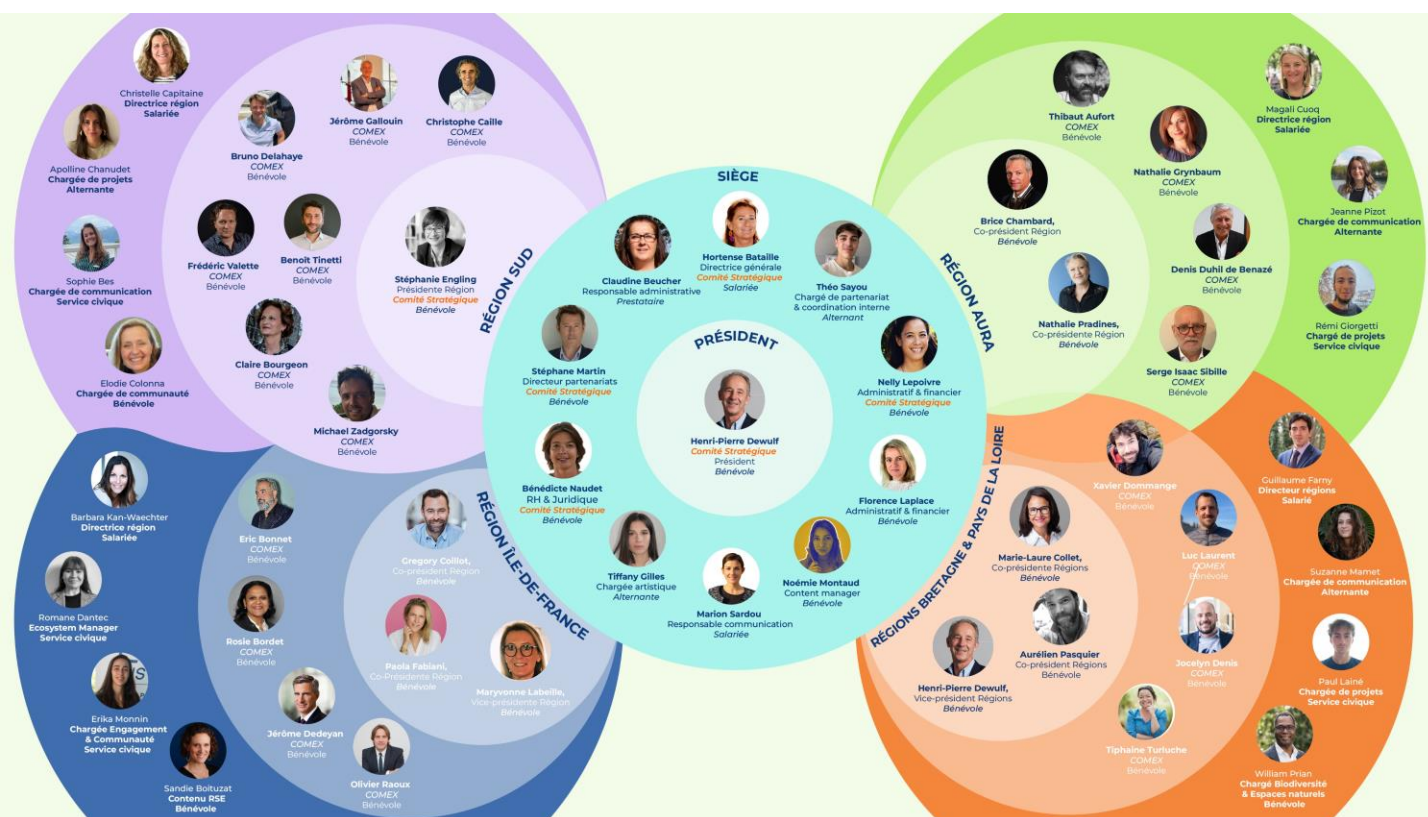 Christelle Capitaine
Directrice région
Salariée
Apolline Chanudet
Chargée de projets
Alternante
Sophie Bes
Chargée de communication
Service civique
Elodie Colonna
Chargée de communauté
Bénévole
Bruno Delahaye
COMEX
Bénévole
Jérôme Gallouin
COMEX
Bénévole
Christophe Caille
COMEX
Bénévole
Frédéric Valette
COMEX
Bénévole
Benoît Tinetti
COMEX
Bénévole
Claire Bourgeon
COMEX
Bénévole
Michael Zadgorsky
COMEX
Bénévole
Stéphanie Engling
Présidente Région
Comité Stratégique
Bénévole
RÉGION SUD
SIÈGE
Claudine Beucher
Responsable administrative
Prestataire
Hortense Bataille
Directrice générale
Comité Stratégique
Salariée
Théo Sayou
Chargé de partenariat
& coordination interne
Alternant
Stéphane Martin
Directeur partenariats
Comité Stratégique
Bénévole
Nelly Lepoivre
Administratif & financier
Comité Stratégique
Bénévole
PRÉSIDENT
Henri-Pierre Dewulf
Comité Stratégique
Président
Bénévole
Bénédicte Naudet
RH & Juridique
Comité Stratégique
Bénévole
Florence Laplace
Administratif & financier
Bénévole
Tiffany Gilles
Chargée artistique
Alternante
Marion Sardou
Responsable communication
Salariée
Noémie Montaud
Content manager
Bénévole
RÉGION AURA
Brice Chambard,
Co-président Région
Bénévole
Nathalie Pradines,
Co-présidente Région
Bénévole
Thibaut Aufort
COMEX
Bénévole
Nathalie Grynbaum
COMEX
Bénévole
Denis Duhil de Benazé
COMEX
Bénévole
Serge Isaac Sibille
COMEX
Bénévole
Magali Cuoq
Directrice région
Salariée
Jeanne Pizot
Chargée de communication
Alternante
Rémi Giorgetti
Chargé de projets
Service civique
Barbara Kan-Waechter
Directrice région
Salariée
Romane Dantec
Ecosystem Manager
Service civique
Erika Monnin
Chargée Engagement
& Communauté
Service civique
Sandie Boituzat
Contenu RSE
Bénévole
Eric Bonnet
COMEX
Bénévole
Rosie Bordet
COMEX
Bénévole
Jérôme Dedeyan
COMEX
Bénévole
Olivier Raoux
COMEX
Bénévole
Gregory Coillot,
Co-président Région
Bénévole
Paola Fabiani,
Co-Présidente Région
Bénévole
Maryvonne Labeille,
Vice-présidente Région
Bénévole
RÉGION ÎLE-DE-FRANCE
RÉGIONS BRETAGNE & PAYS DE LA LOIRE
Marie-Laure Collet,
Co-présidente Régions
Bénévole
Aurélien Pasquier
Co-président Régions
Bénévole
Henri-Pierre Dewulf,
Vice-président Régions
Bénévole
Xavier Dommange
COMEX
Bénévole
Luc Laurent
COMEX
Bénévole
Jocelyn Denis
COMEX
Bénévole
Tiphaine Turluche
COMEX
Bénévole
Guillaume Farny
Directeur régions
Salarié
Suzanne Mamet
Chargée de communication
Alternante
Paul Lainé
Chargée de projets
Service civique
William Prian
Chargé Biodiversité
& Espaces naturels
Bénévole